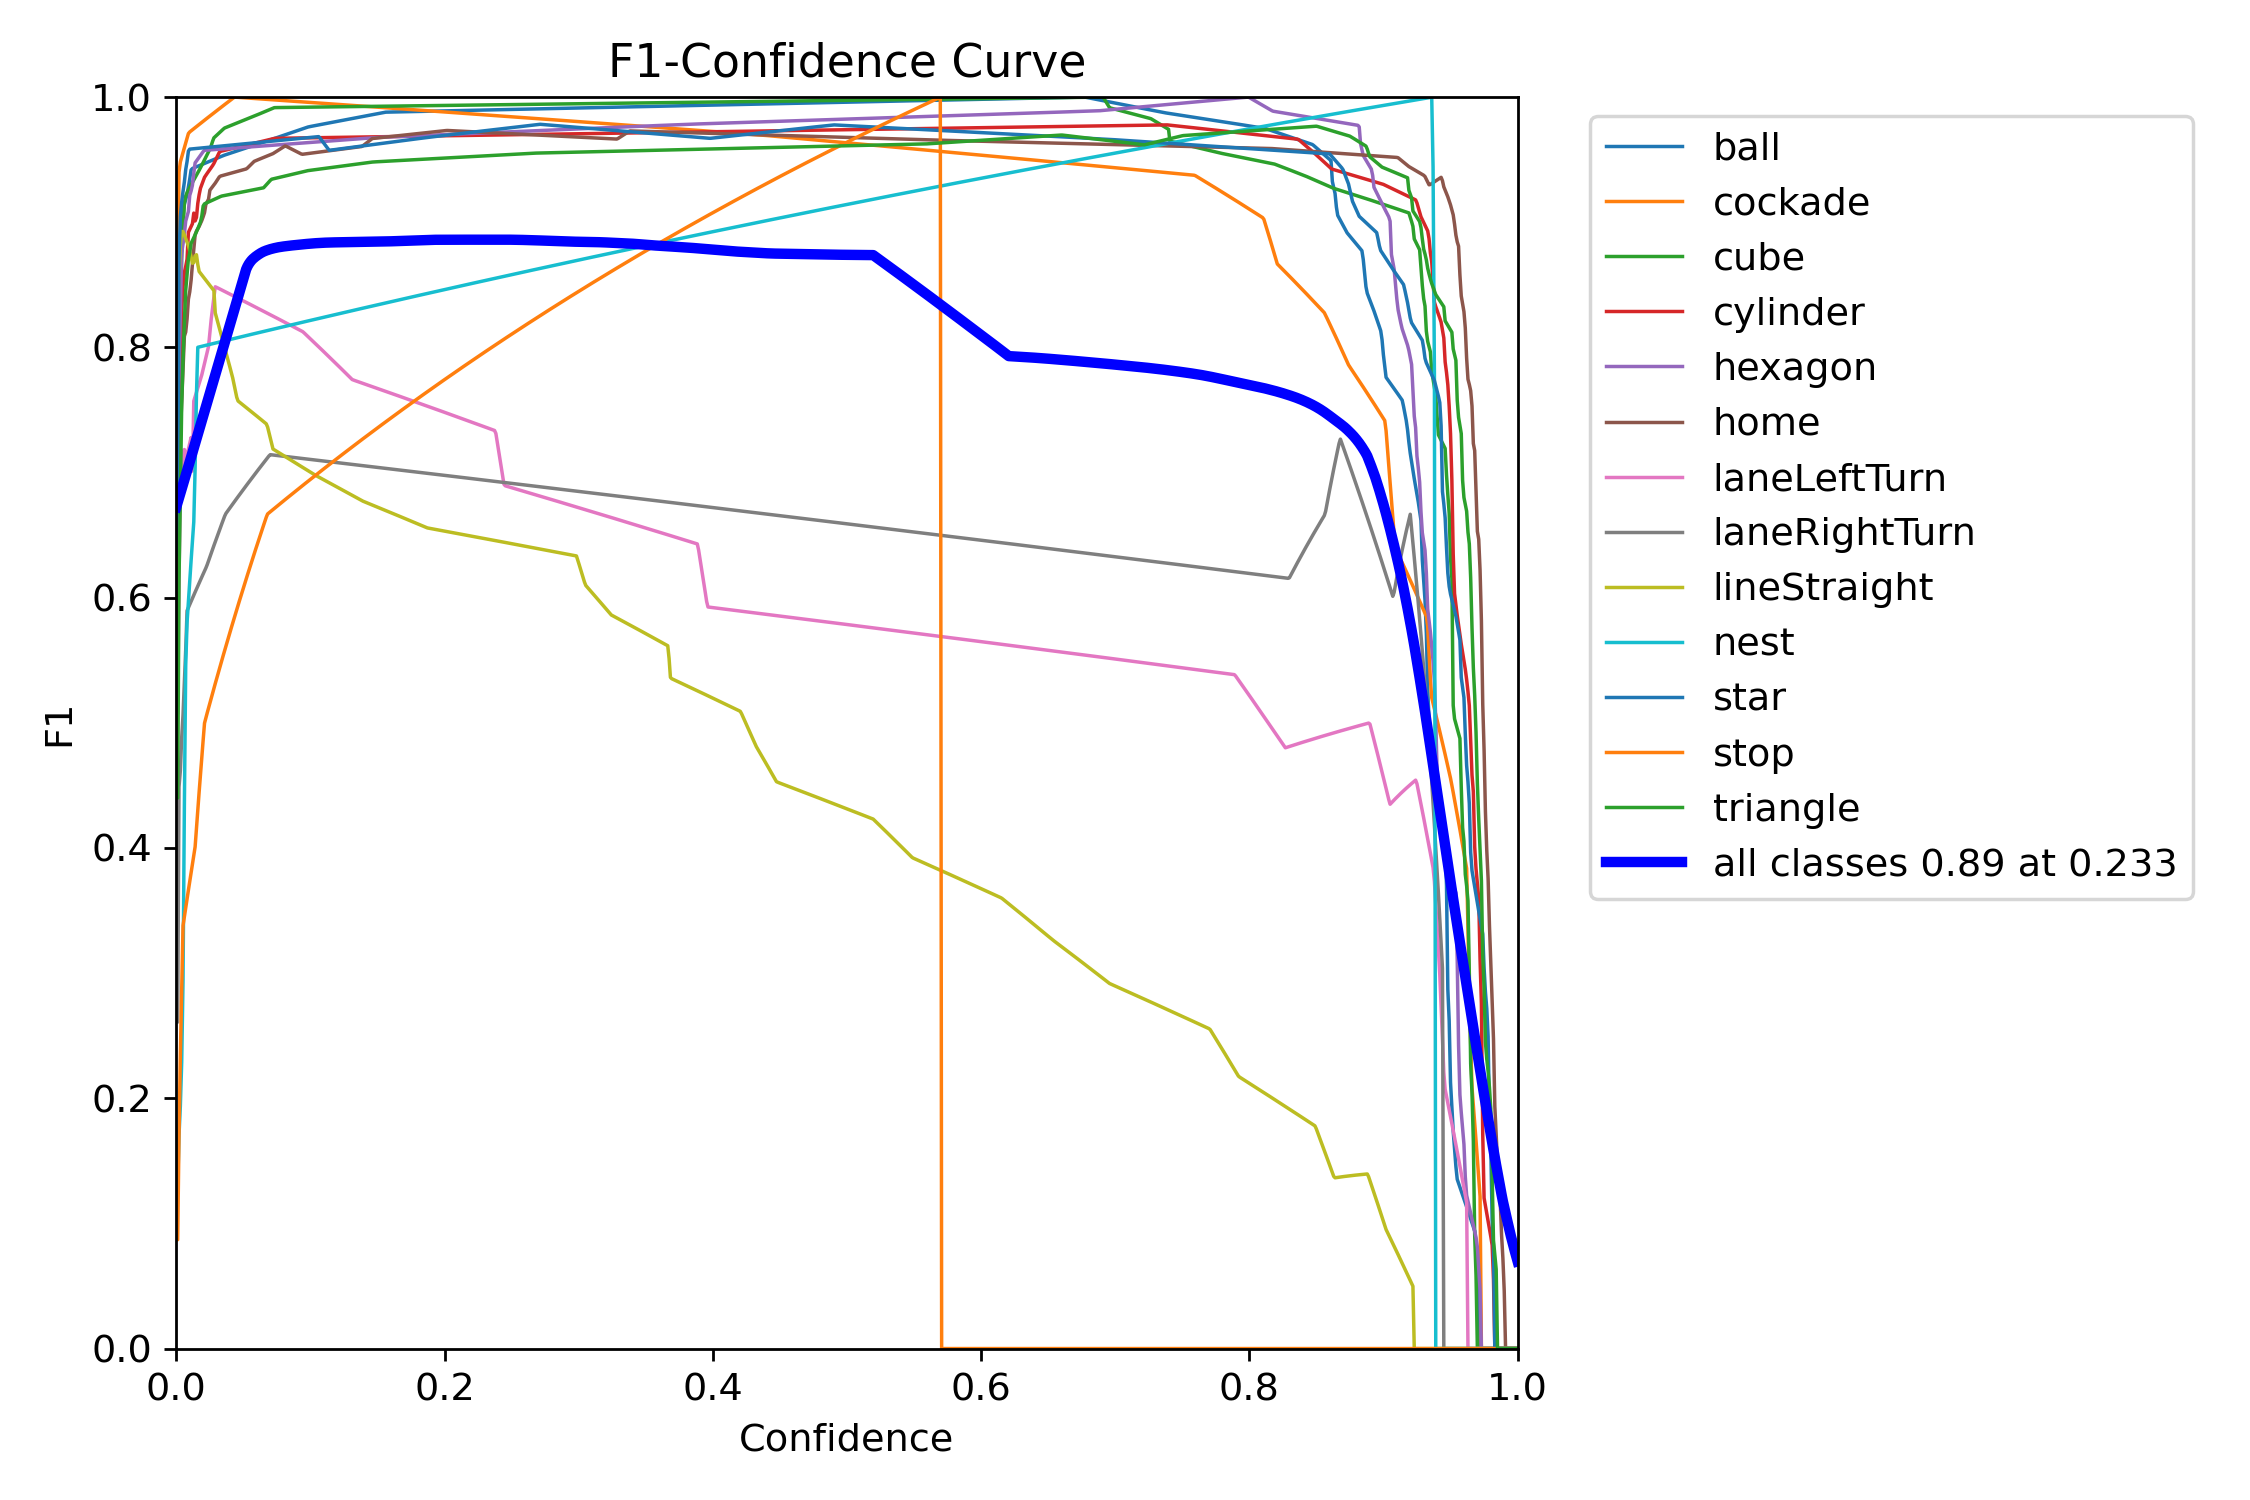 F1-Confidence Curve
1.0
0.8
0.6
0.4
0.2
0.0
F1
0.0 0.2 0.4 0.6 0.8 1.0
Confidence
ball
cockade
cube
cylinder
hexagon
home
laneLeftTurn
laneRightTurn
lineStraight
nest
star
stop
triangle
all classes 0.89 at 0.233